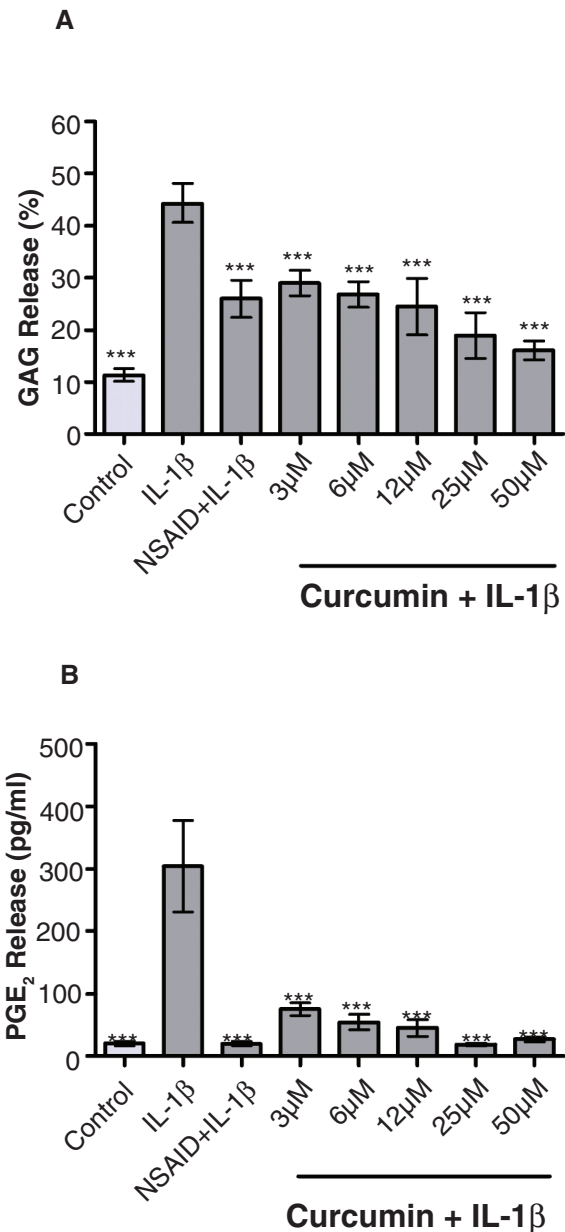 A
GAG Release (%)
60
50
40
30
20
10
0
***
***
***
***
***
***
***
Control
IL-1β
NSAID+IL-1β
3µM
6µM
12µM
25µM
50µM
Curcumin + IL-1β
B
PGE₂ Release (pg/ml)
500
400
300
200
100
0
***
***
***
***
***
***
***
Control
IL-1β
NSAID+IL-1β
3µM
6µM
12µM
25µM
50µM
Curcumin + IL-1β